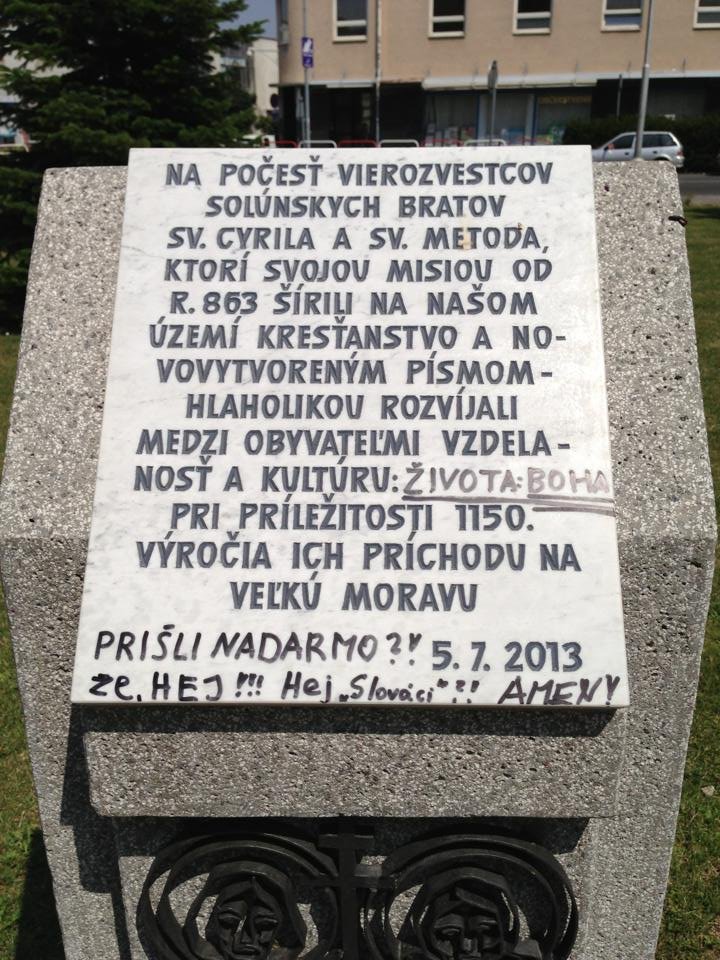 NA POČESŤ VIEROZVESTCOV
SOLÚNSKYCH BRATOV
SV. CYRILA A SV. METODA,
KTORÍ SVOJOU MISIOU OD
R. 863 ŠÍRILI NA NAŠOM
ÚZEMÍ KRESŤANSTVO A NO-
VOVYTVORENÝM PÍSMOM-
HLAHOLIKOU ROZVÍJALI
MEDZI OBYVATEĽMI VZDELA-
NOSŤ A KULTÚRU: ŽIVOTA: BOHA
PRI PRÍLEŽITOSTI 1150.
VÝROČIA ICH PRÍCHODU NA
VEĽKÚ MORAVU
PRIŠLI NADARMO?! 5. 7. 2013
že, HEJ!!! Hej „Slováci"?! AMEN!